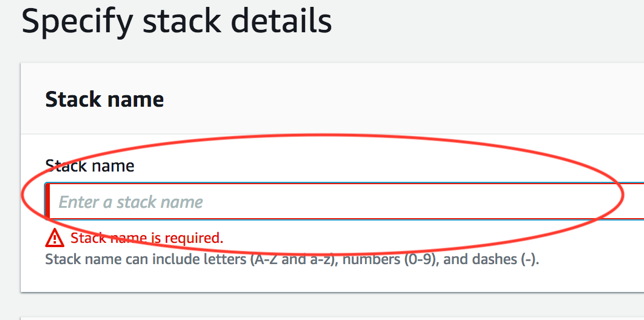 Specify stack details
Stack name
Stack name
Enter a stack name
Stack name is required.
Stack name can include letters (A-Z and a-z), numbers (0-9), and dashes (-).